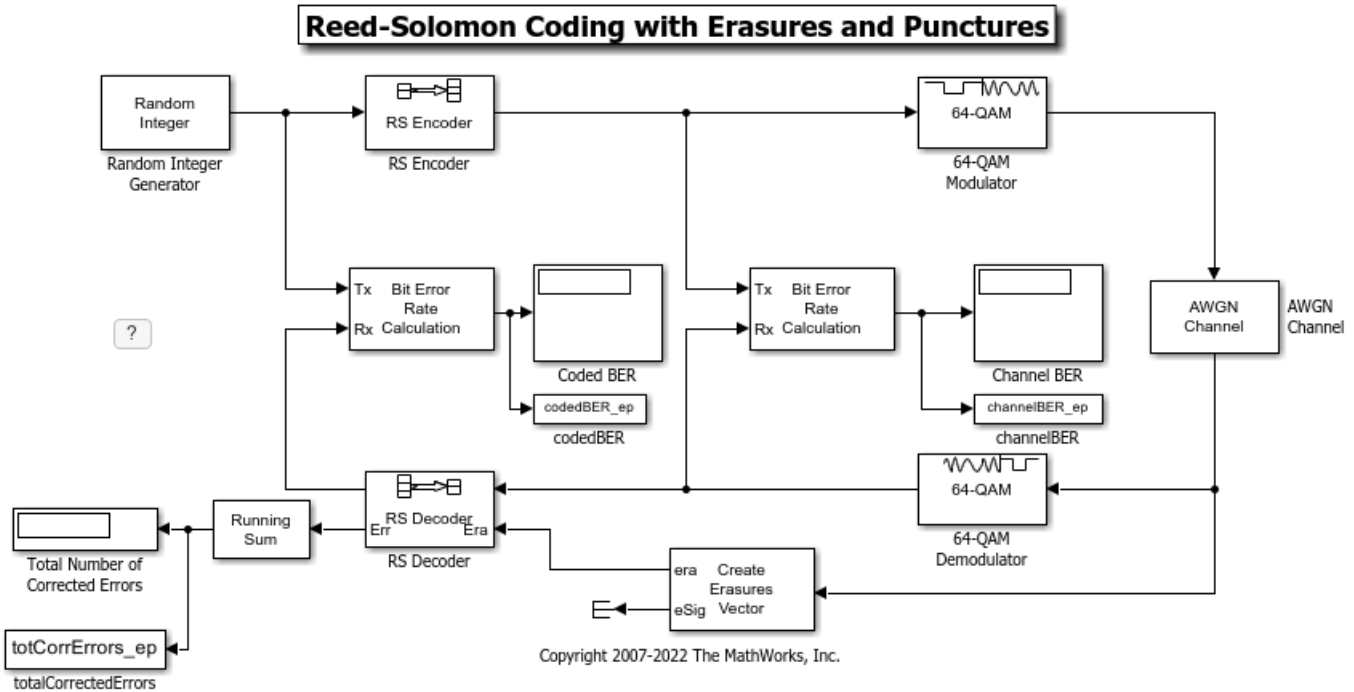 Reed-Solomon Coding with Erasures and Punctures
Random
Integer
Random Integer
Generator
RS Encoder
RS Encoder
64-QAM
64-QAM
Modulator
Tx
Rx
Bit Error
Rate
Calculation
Coded BER
codedBER_ep
codedBER
Tx
Rx
Bit Error
Rate
Calculation
Channel BER
channelBER_ep
channelBER
AWGN
Channel
AWGN
Channel
?
64-QAM
64-QAM
Demodulator
RS Decoder
Err
Era
RS Decoder
Running
Sum
Total Number of
Corrected Errors
totCorrErrors_ep
totalCorrectedErrors
era
eSig
Create
Erasures
Vector
Copyright 2007-2022 The MathWorks, Inc.